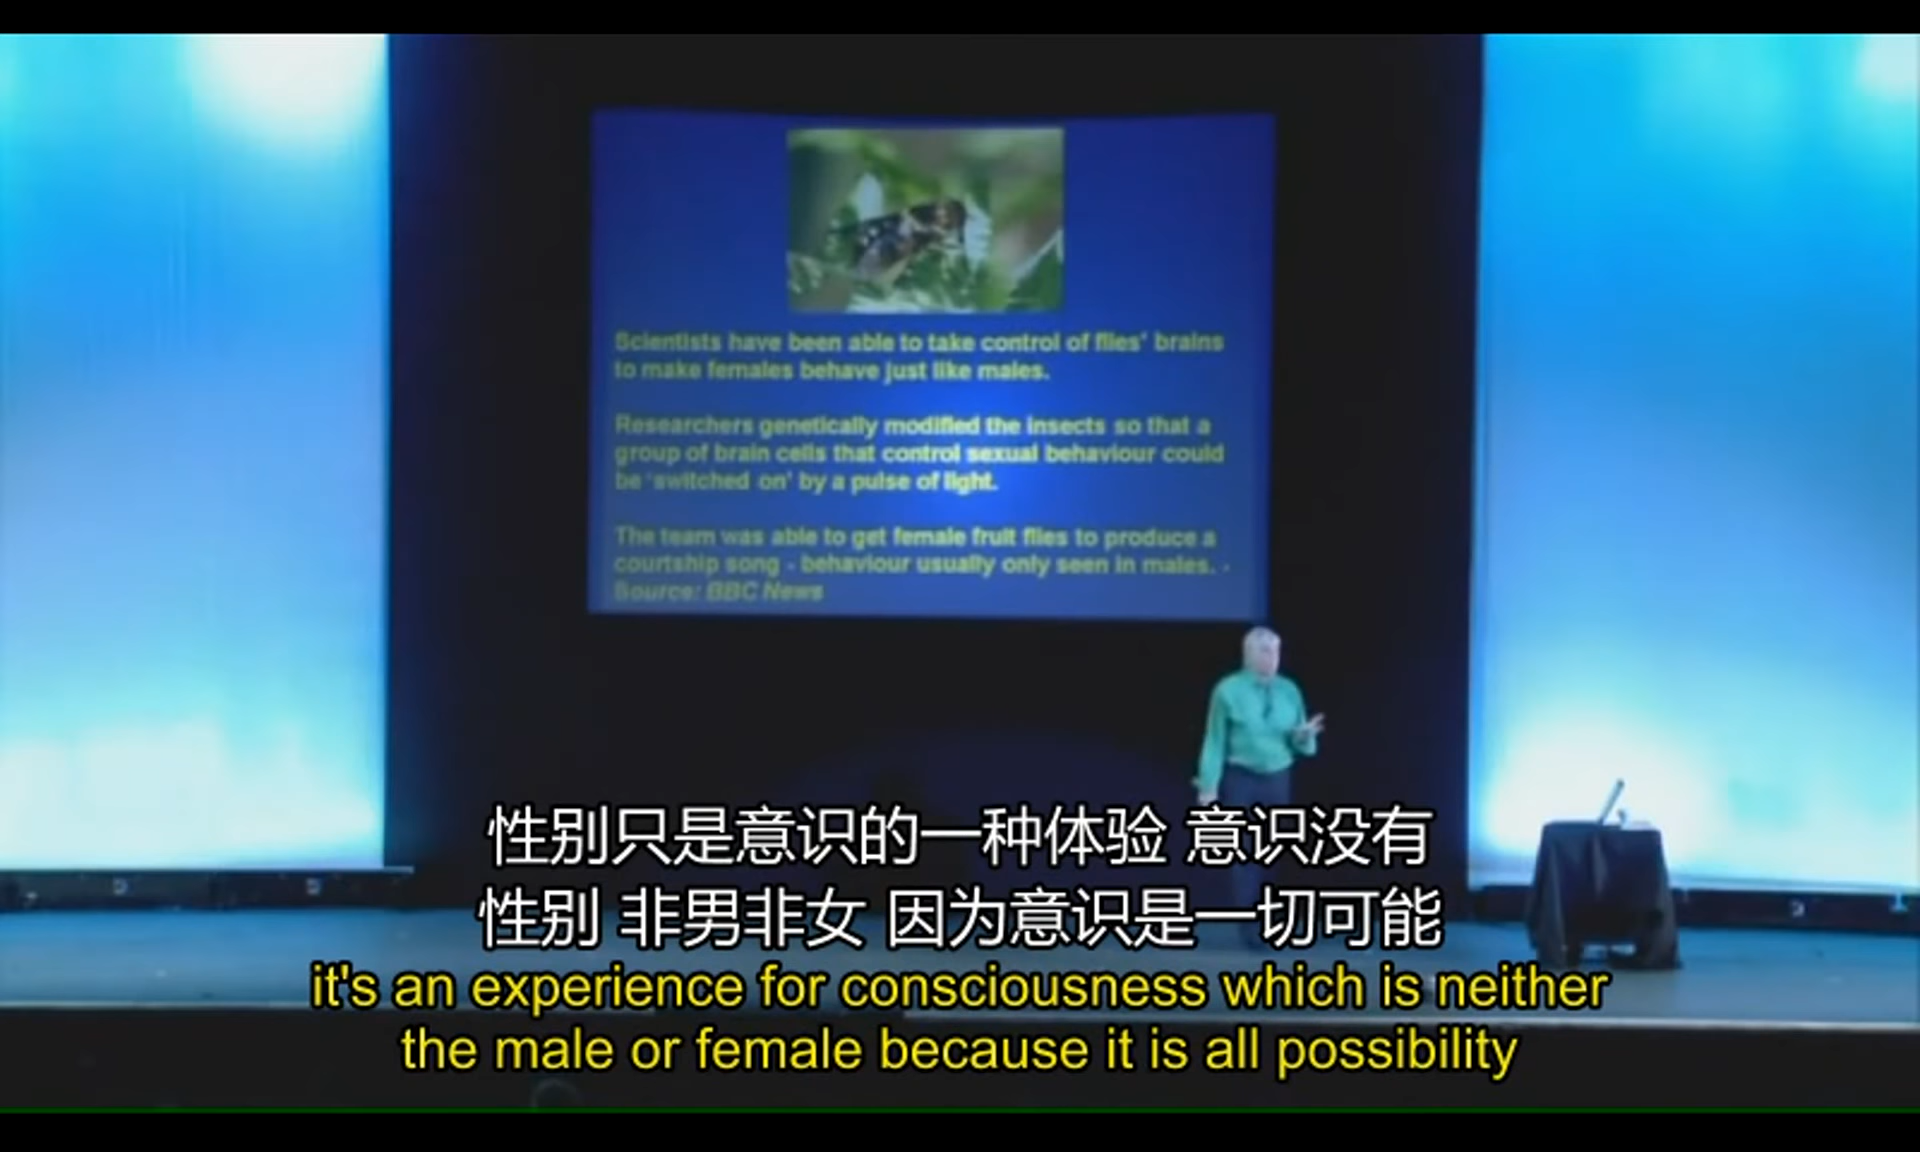 Scientists have been able to take control of flies' brains
to make females behave just like males.
Researchers genetically modified the insects so that a
group of brain cells that control sexual behaviour could
be 'switched on' by a pulse of light.
The team was able to get female fruit flies to produce a
courtship song - behaviour usually only seen in males. -
Source: BBC News
性别只是意识的一种体验 意识没有
性别 非男非女 因为意识是一切可能
it's an experience for consciousness which is neither
the male or female because it is all possibility